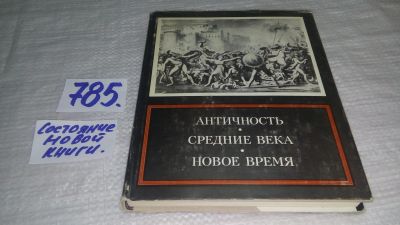 785.
Состояние
новой
книги.
АНТИЧНОСТЬ
СРЕДНИЕ ВЕКА
НОВОЕ ВРЕМЯ